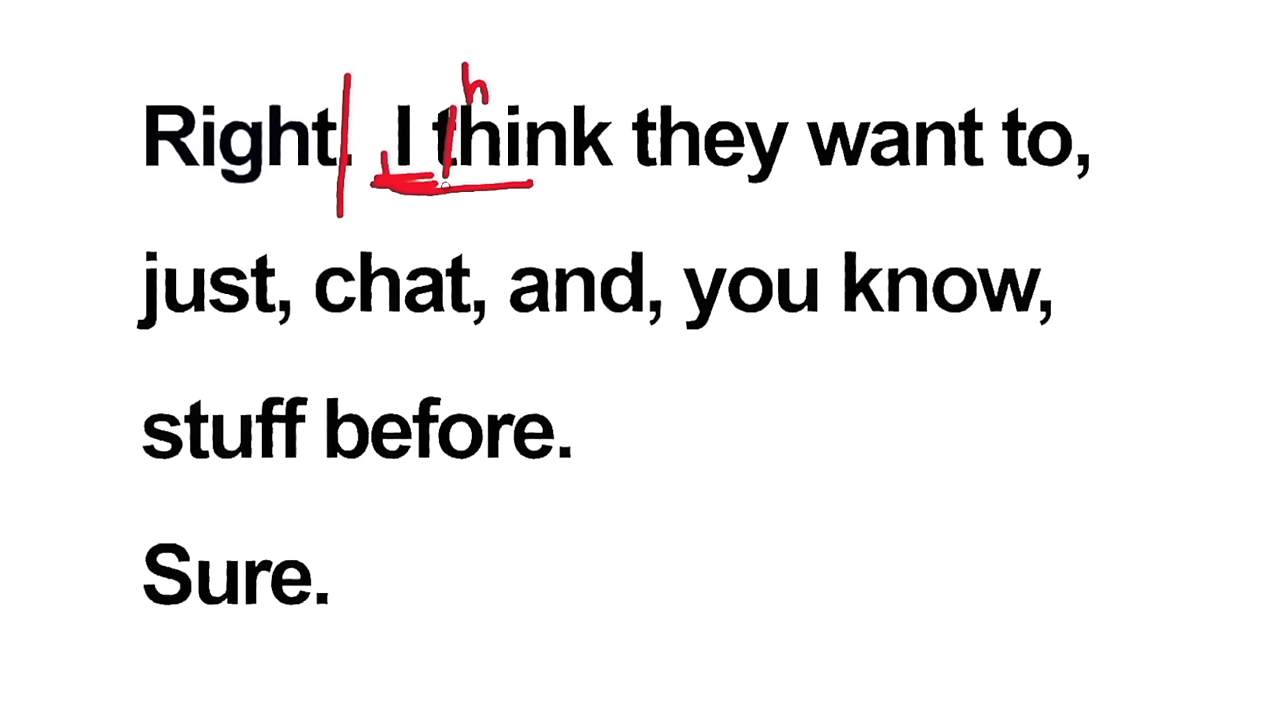 h
Right. I think they want to,
just, chat, and, you know,
stuff before.
Sure.